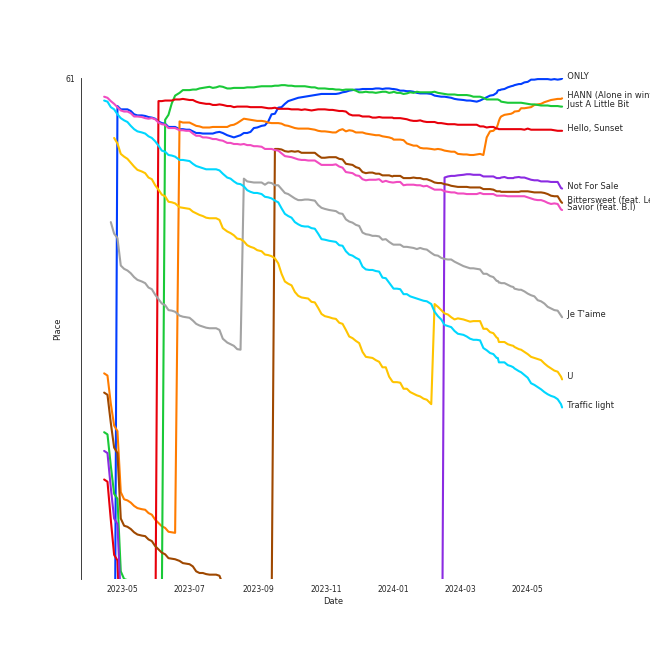 61
ONLY
HANN (Alone in win
Just A Little Bit
Hello, Sunset
Not For Sale
Bittersweet (feat. Le
Savior (feat. B.I)
Je T'aime
U
Traffic light
Place
2023-05 2023-07 2023-09 2023-11 2024-01 2024-03 2024-05
Date